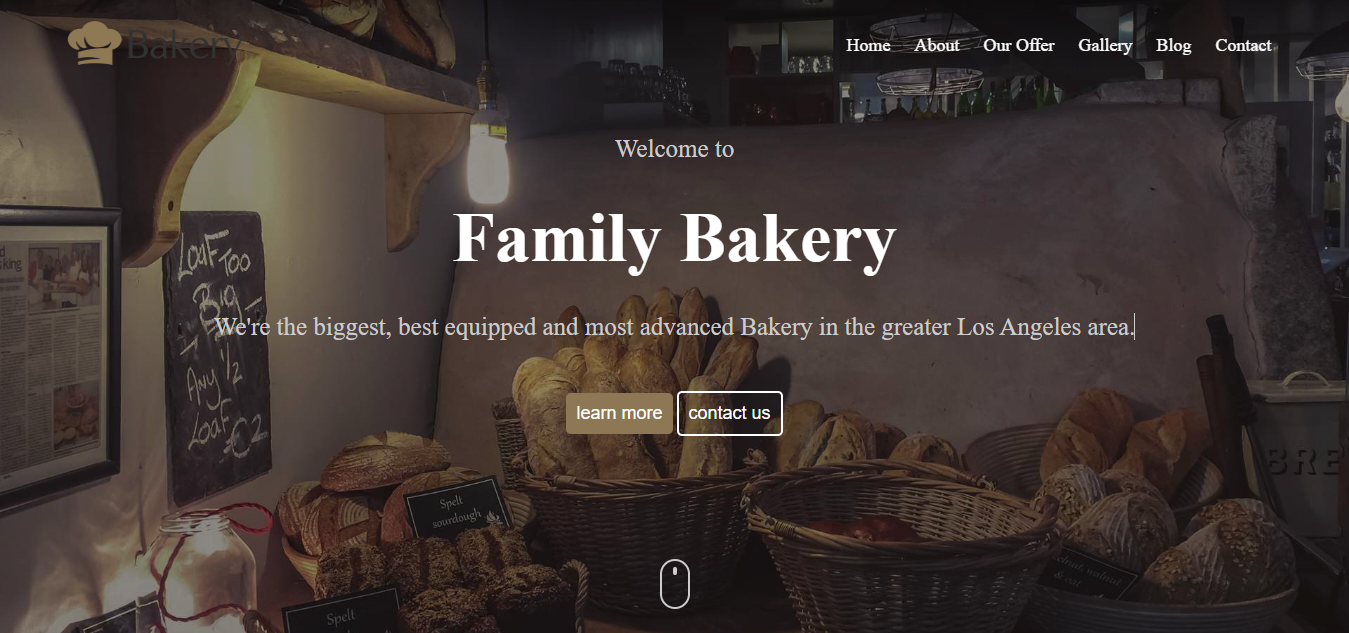 Bakery
Home About Our Offer Gallery Blog Contact
Welcome to
Family Bakery
We're the biggest, best equipped and most advanced Bakery in the greater Los Angeles area.
learn more
contact us
LOAF TOO
BIG
ANY 1/2
LOAF
€2
Spelt
sourdough
Spelt
walnut
& oat
BRE